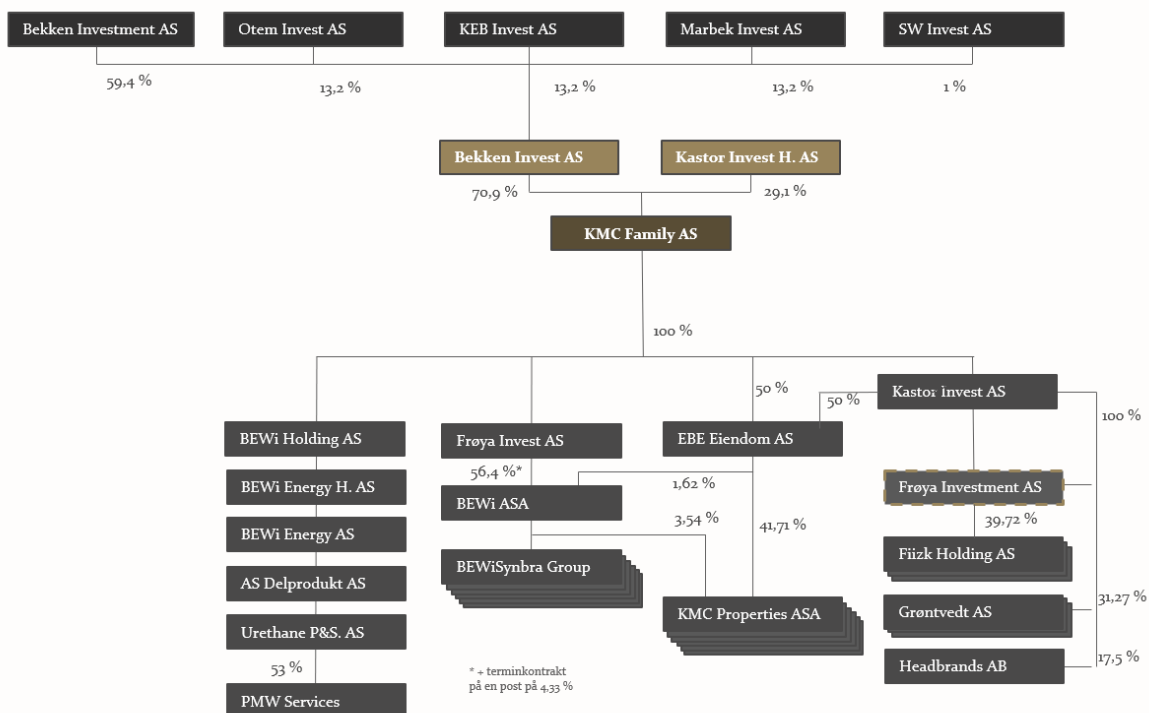 Bekken Investment AS
Otem Invest AS
KEB Invest AS
Marbek Invest AS
SW Invest AS
59,4 %
13,2 %
13,2 %
13,2 %
1 %
Bekken Invest AS
Kastor Invest H. AS
70,9 %
29,1 %
KMC Family AS
100 %
50 %
50 %
Kastor invest AS
100 %
BEWi Holding AS
Frøya Invest AS
EBE Eiendom AS
56,4 %*
1,62 %
BEWi Energy H. AS
BEWi ASA
Frøya Investment AS
3,54 %
41,71 %
39,72 %
BEWi Energy AS
BEWiSynbra Group
Fiizk Holding AS
AS Delprodukt AS
KMC Properties ASA
Grøntvedt AS
31,27 %
Urethane P&S. AS
53 %
17,5 %
Headbrands AB
* + terminkontrakt
på en post på 4,33 %
PMW Services